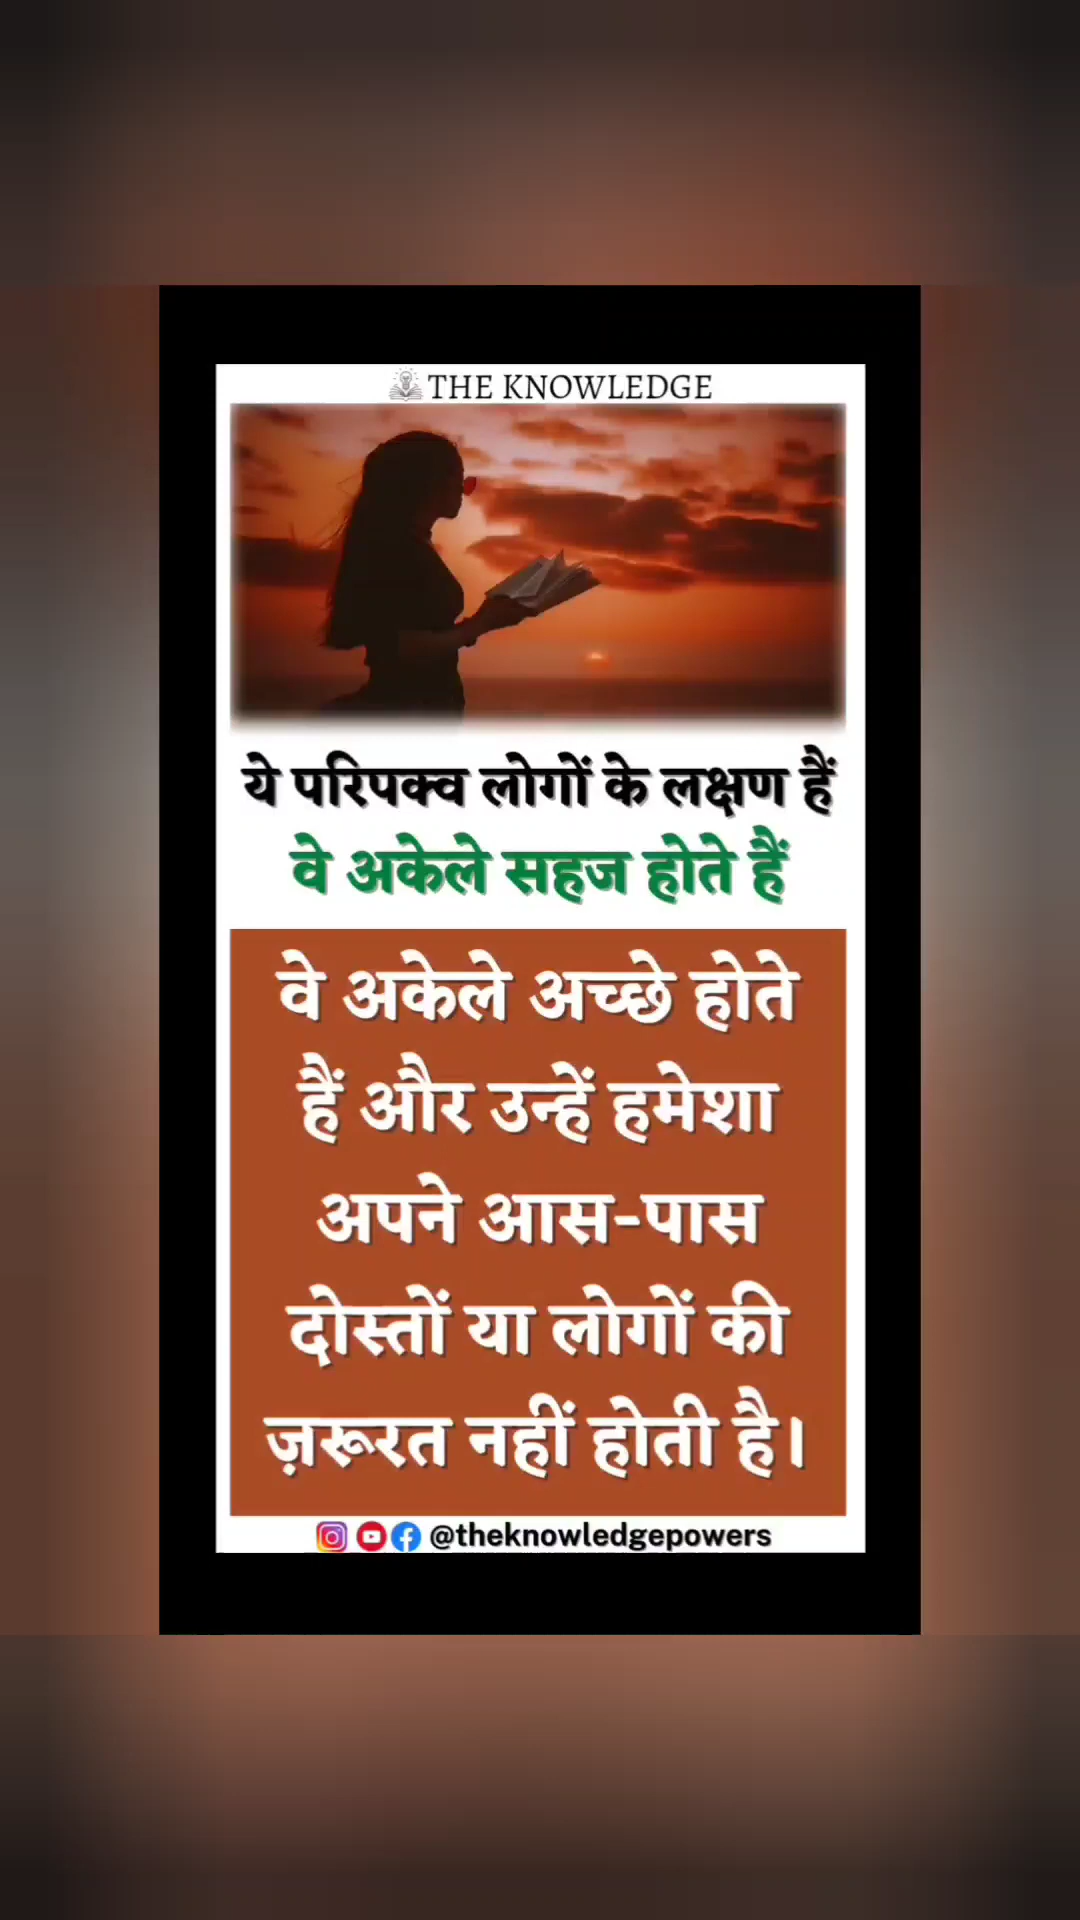 THE KNOWLEDGE
ये परिपक्व लोगों के लक्षण हैं
वे अकेले सहज होते हैं
वे अकेले अच्छे होते
हैं और उन्हें हमेशा
अपने आस-पास
दोस्तों या लोगों की
ज़रूरत नहीं होती है।
@theknowledgepowers